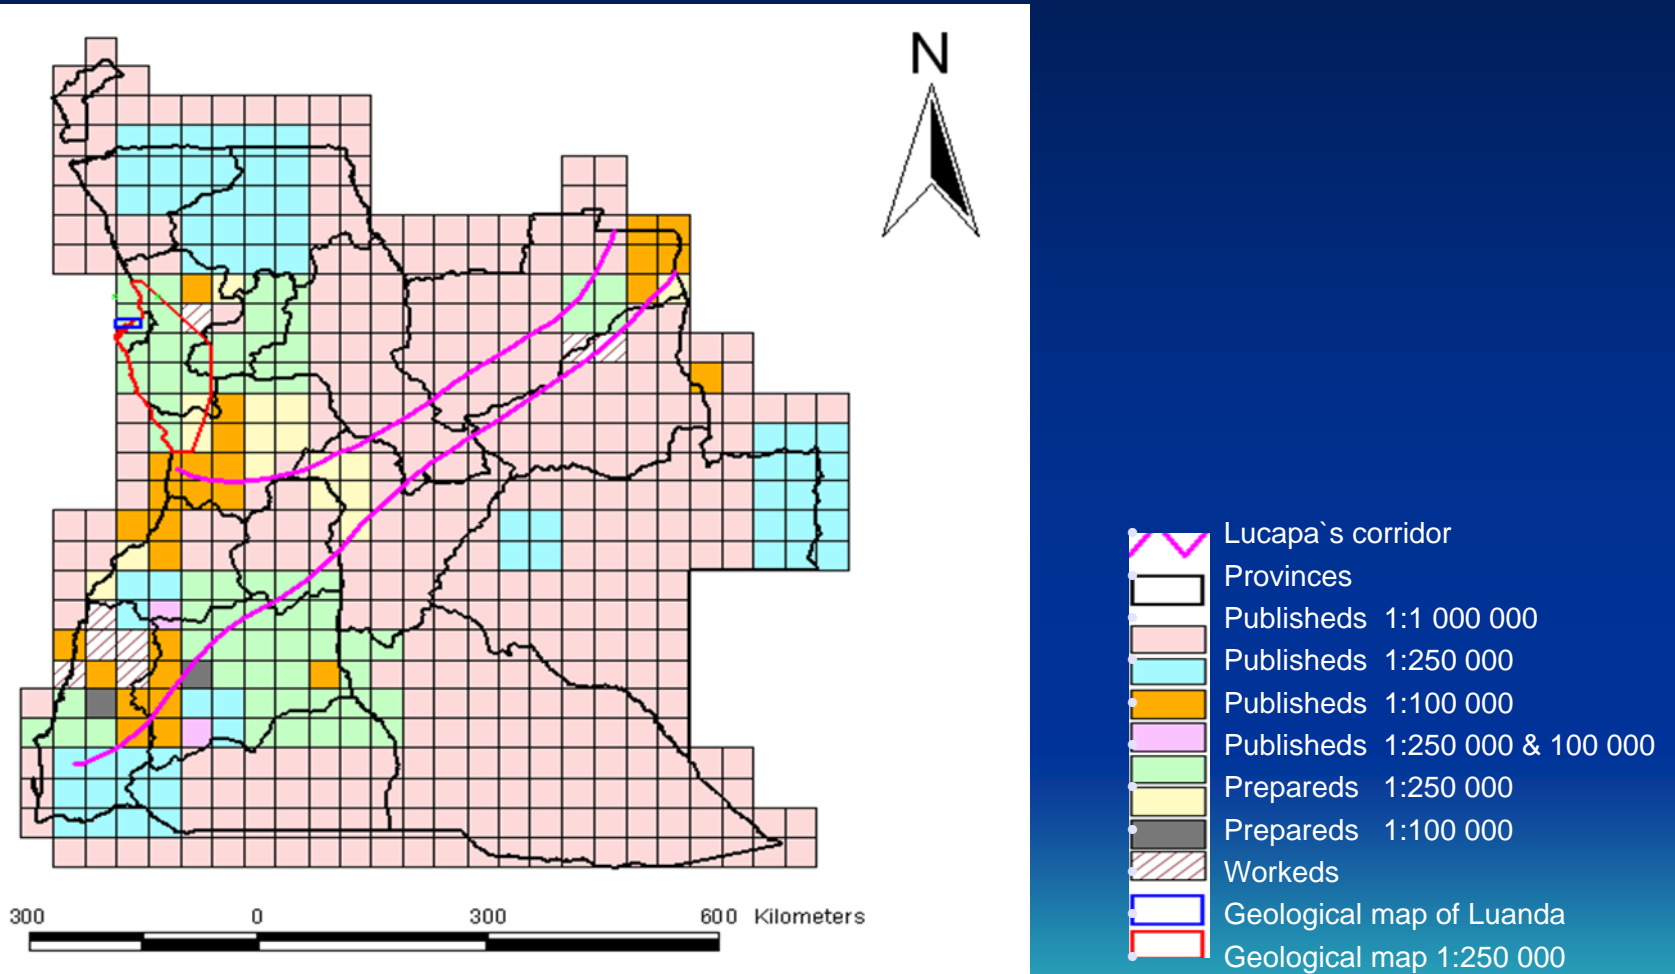 N
Lucapa`s corridor
Provinces
Publisheds 1:1 000 000
Publisheds 1:250 000
Publisheds 1:100 000
Publisheds 1:250 000 & 100 000
Prepareds 1:250 000
Prepareds 1:100 000
Workeds
Geological map of Luanda
Geological map 1:250 000
300 0 300 600 Kilometers